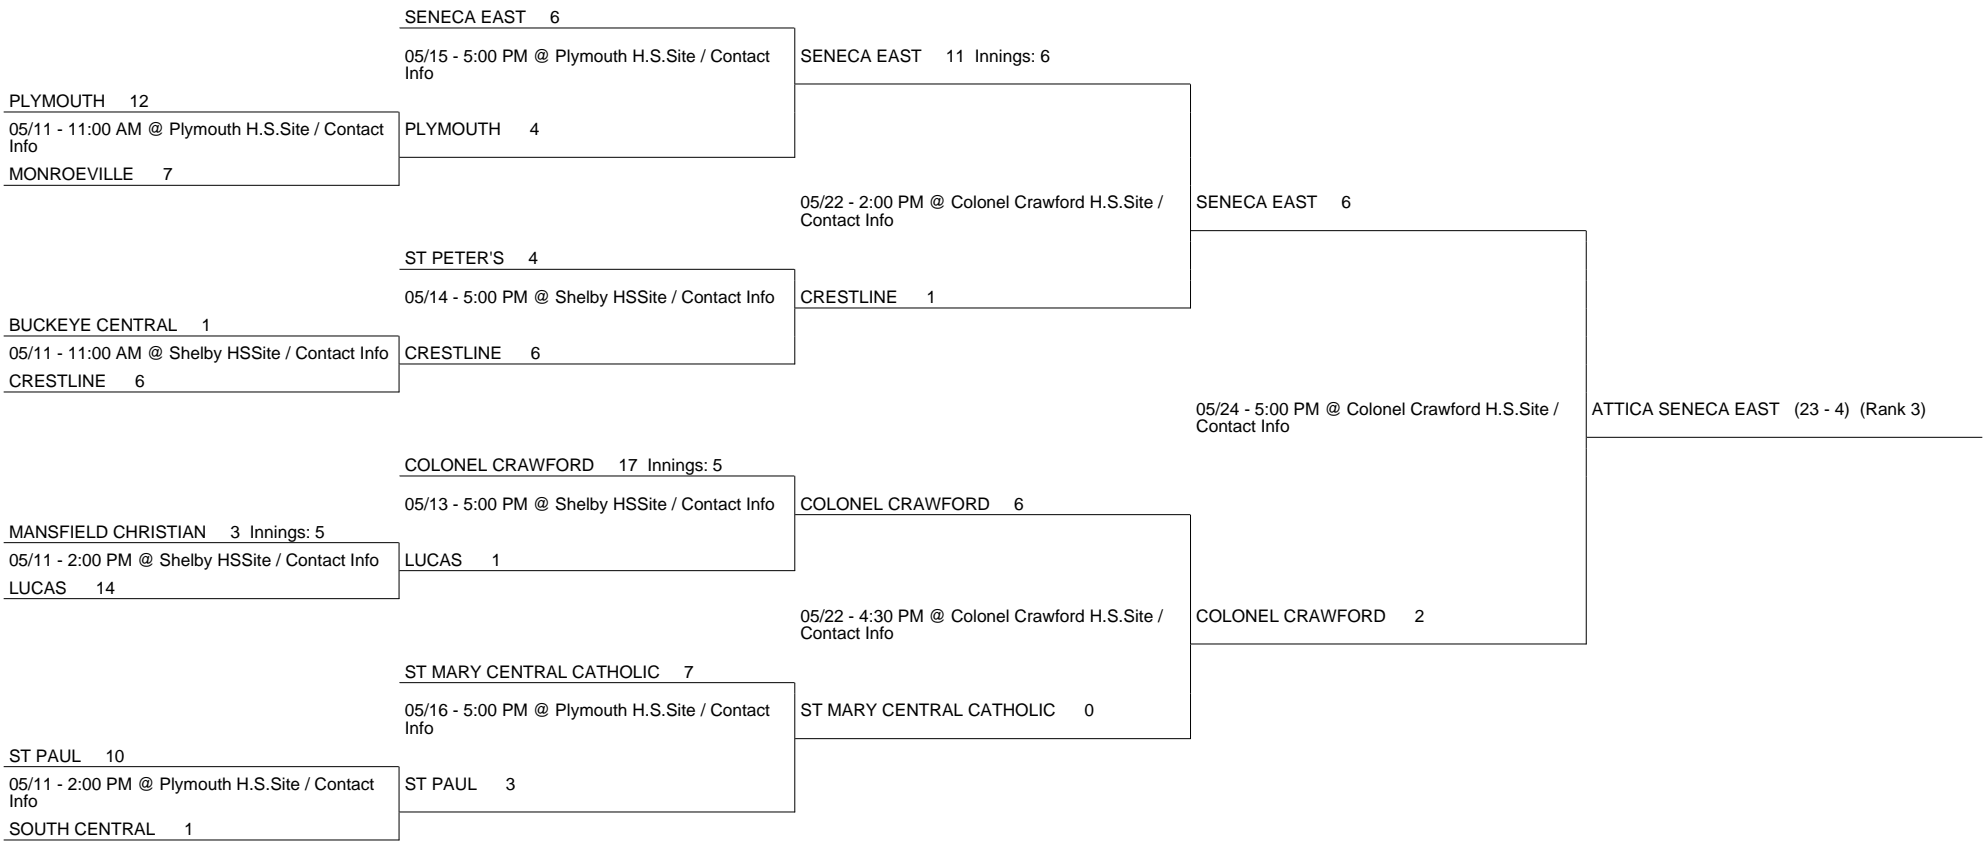 SENECA EAST 6
05/15 - 5:00 PM @ Plymouth H.S.Site / Contact
Info
SENECA EAST 11 Innings: 6
PLYMOUTH 12
05/11 - 11:00 AM @ Plymouth H.S.Site / Contact
Info
PLYMOUTH 4
MONROEVILLE 7
05/22 - 2:00 PM @ Colonel Crawford H.S.Site /
Contact Info
SENECA EAST 6
ST PETER'S 4
05/14 - 5:00 PM @ Shelby HSSite / Contact Info
CRESTLINE 1
BUCKEYE CENTRAL 1
05/11 - 11:00 AM @ Shelby HSSite / Contact Info
CRESTLINE 6
CRESTLINE 6
05/24 - 5:00 PM @ Colonel Crawford H.S.Site /
Contact Info
ATTICA SENECA EAST (23 - 4) (Rank 3)
COLONEL CRAWFORD 17 Innings: 5
05/13 - 5:00 PM @ Shelby HSSite / Contact Info
COLONEL CRAWFORD 6
MANSFIELD CHRISTIAN 3 Innings: 5
05/11 - 2:00 PM @ Shelby HSSite / Contact Info
LUCAS 1
LUCAS 14
05/22 - 4:30 PM @ Colonel Crawford H.S.Site /
Contact Info
COLONEL CRAWFORD 2
ST MARY CENTRAL CATHOLIC 7
05/16 - 5:00 PM @ Plymouth H.S.Site / Contact
Info
ST MARY CENTRAL CATHOLIC 0
ST PAUL 10
05/11 - 2:00 PM @ Plymouth H.S.Site / Contact
Info
ST PAUL 3
SOUTH CENTRAL 1